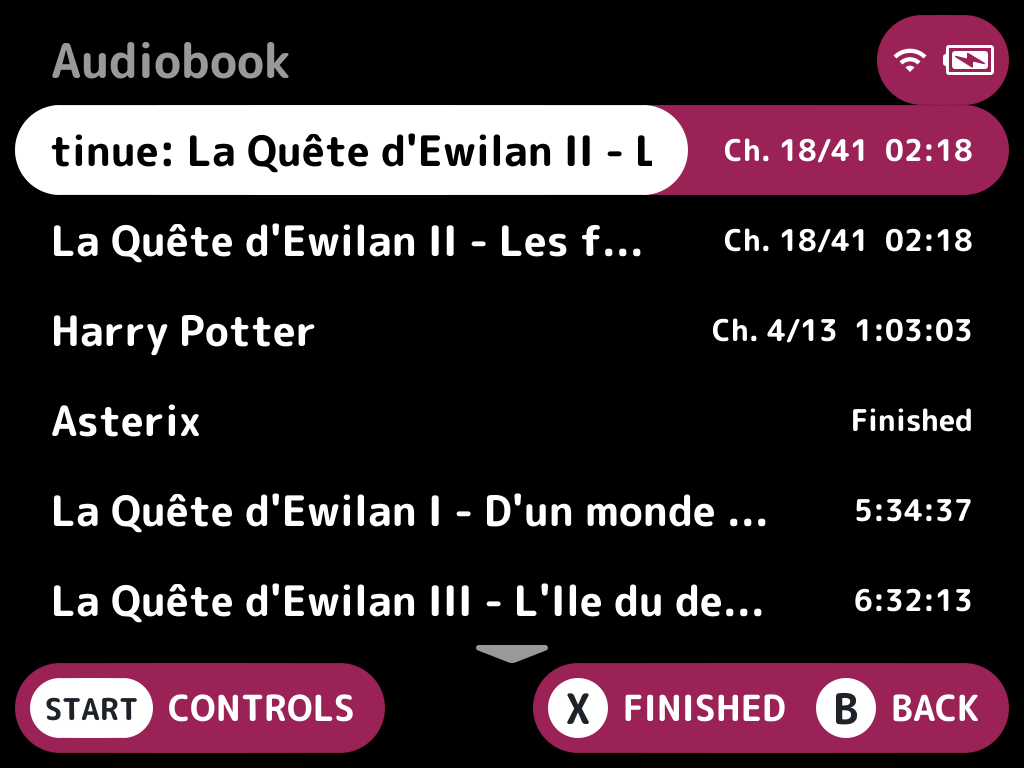 Audiobook
tinue: La Quête d'Ewilan II - L Ch. 18/41 02:18
La Quête d'Ewilan II - Les f... Ch. 18/41 02:18
Harry Potter Ch. 4/13 1:03:03
Asterix Finished
La Quête d'Ewilan I - D'un monde ... 5:34:37
La Quête d'Ewilan III - L'Ile du de... 6:32:13
START CONTROLS X FINISHED B BACK